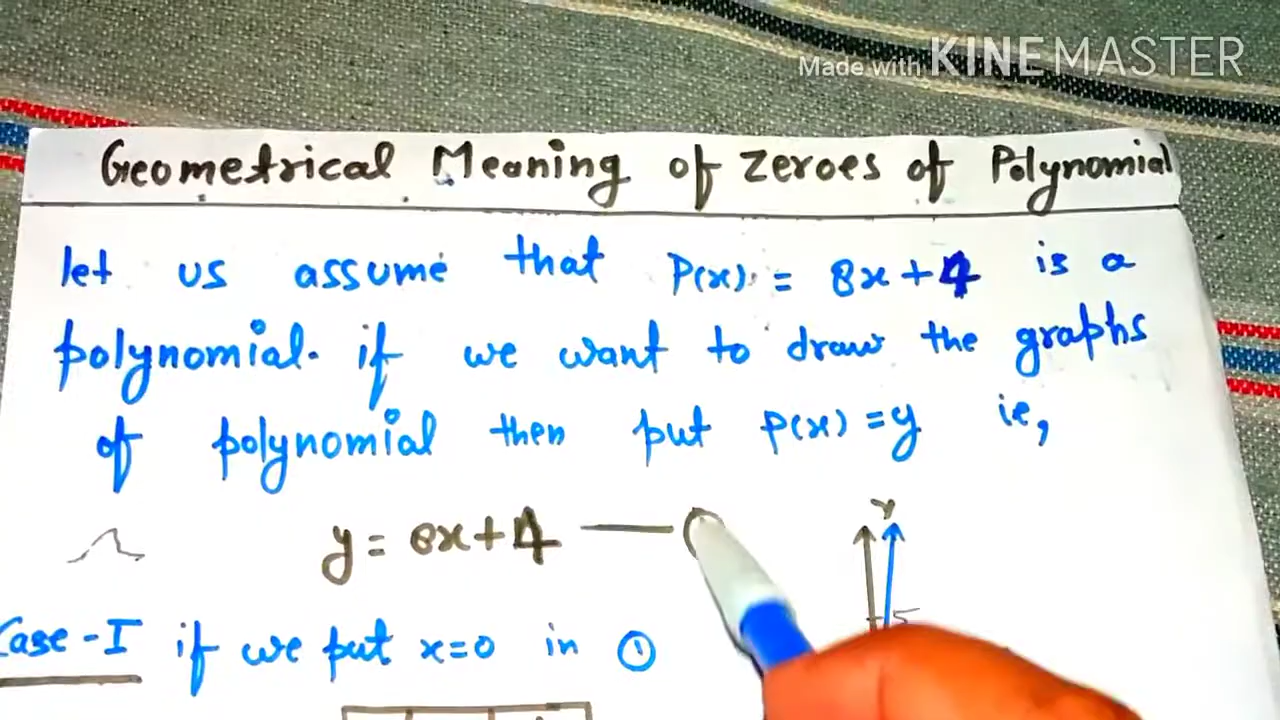 Made with KINEMASTER
Geometrical Meaning of zeroes of Polynomial
let us assume that P(x) = 8x+4 is a
polynomial. if we want to draw the graphs
of polynomial then put p(x) = y ie,
y = 8x+4
Y
5
Case-I if we put x=0 in ①